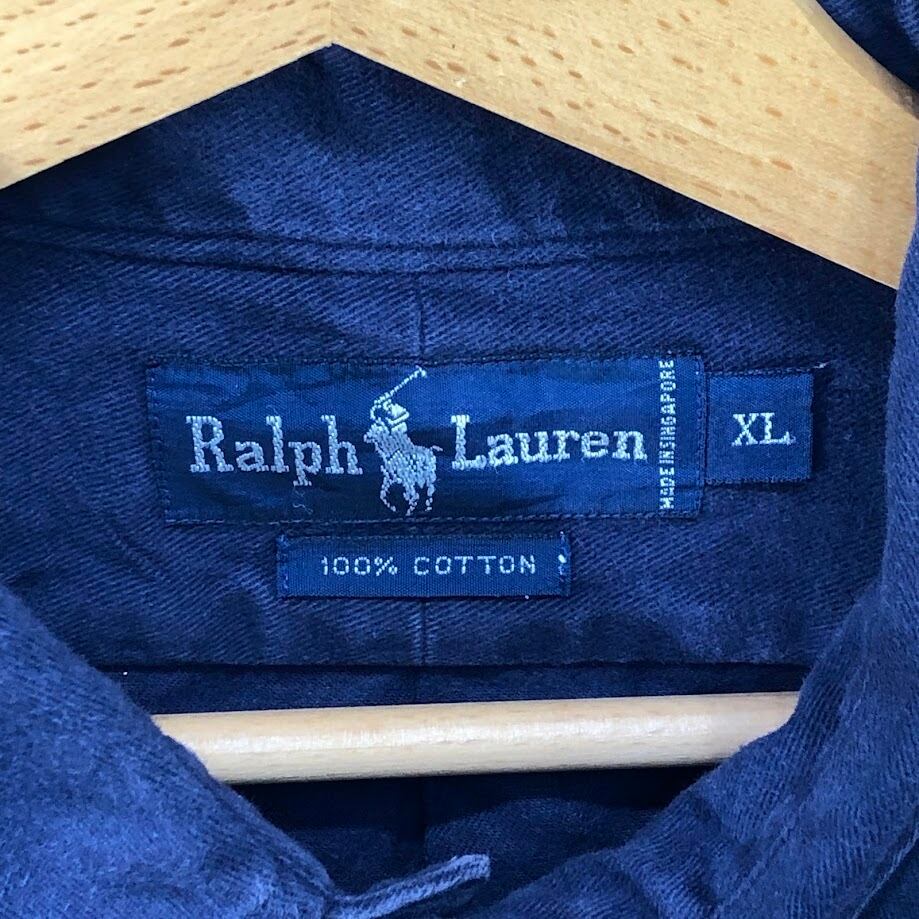 Ralph Lauren
MADE IN SINGAPORE
XL
100% COTTON